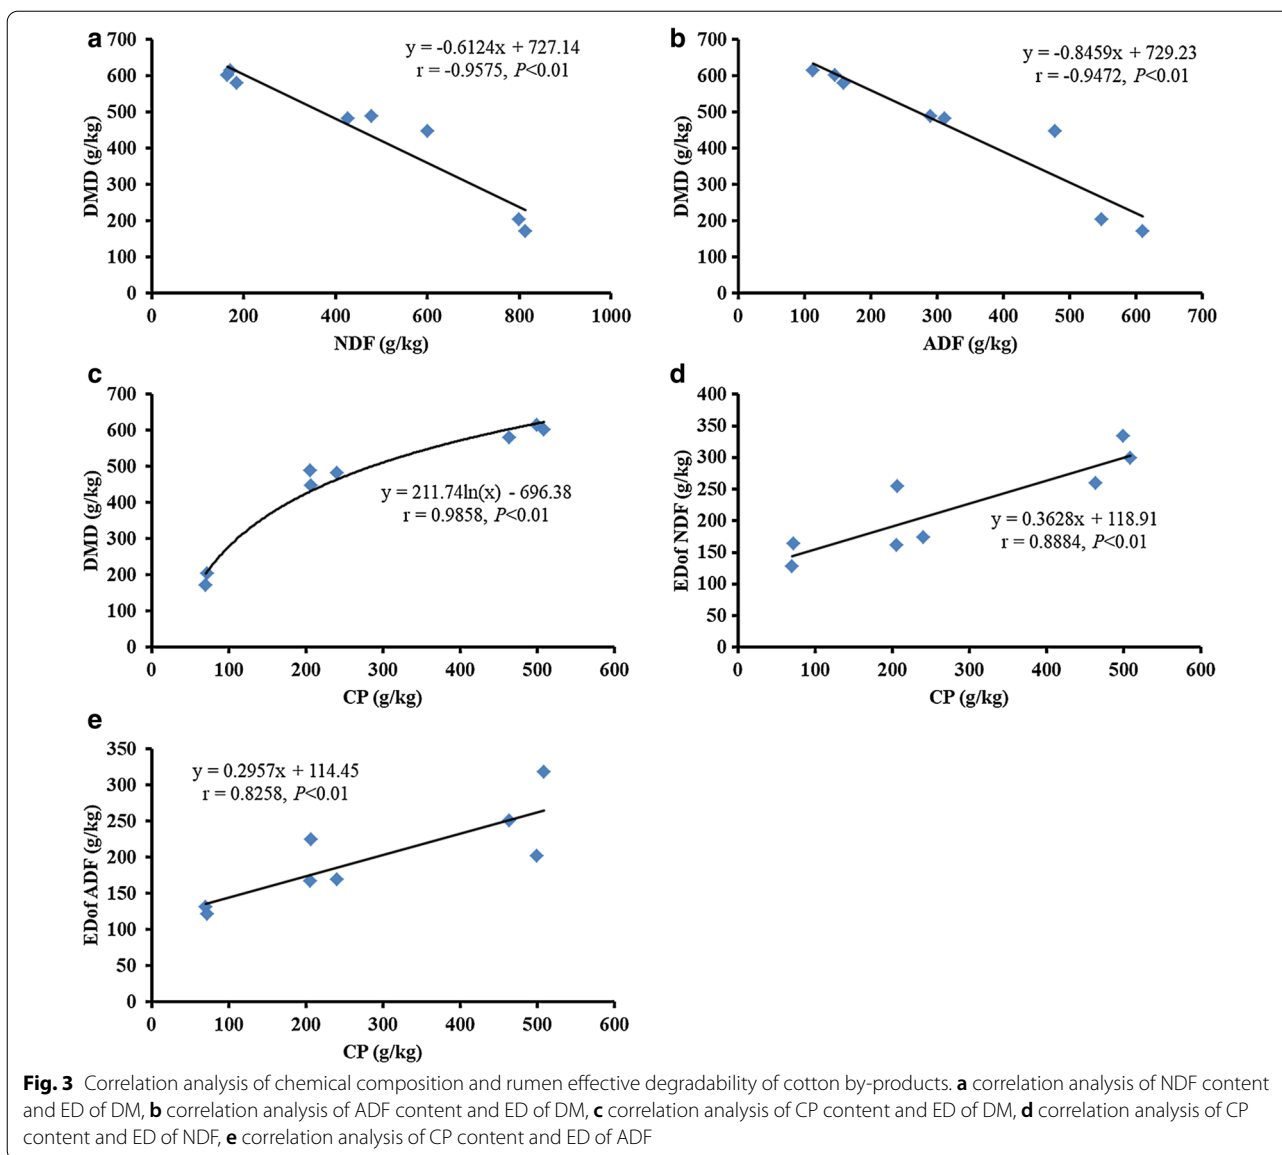 a
700
600
500
400
300
200
100
0
DMD (g/kg)
y = -0.6124x + 727.14
r = -0.9575, P<0.01
0 200 400 600 800 1000
NDF (g/kg)
b
700
600
500
400
300
200
100
0
DMD (g/kg)
y = -0.8459x + 729.23
r = -0.9472, P<0.01
0 100 200 300 400 500 600 700
ADF (g/kg)
c
700
600
500
400
300
200
100
0
DMD (g/kg)
y = 211.74ln(x) - 696.38
r = 0.9858, P<0.01
0 100 200 300 400 500 600
CP (g/kg)
d
400
350
300
250
200
150
100
50
0
EDof NDF (g/kg)
y = 0.3628x + 118.91
r = 0.8884, P<0.01
0 100 200 300 400 500 600
CP (g/kg)
e
350
300
250
200
150
100
50
0
EDof ADF (g/kg)
y = 0.2957x + 114.45
r = 0.8258, P<0.01
0 100 200 300 400 500 600
CP (g/kg)
Fig. 3 Correlation analysis of chemical composition and rumen effective degradability of cotton by-products. a correlation analysis of NDF content
and ED of DM, b correlation analysis of ADF content and ED of DM, c correlation analysis of CP content and ED of DM, d correlation analysis of CP
content and ED of NDF, e correlation analysis of CP content and ED of ADF